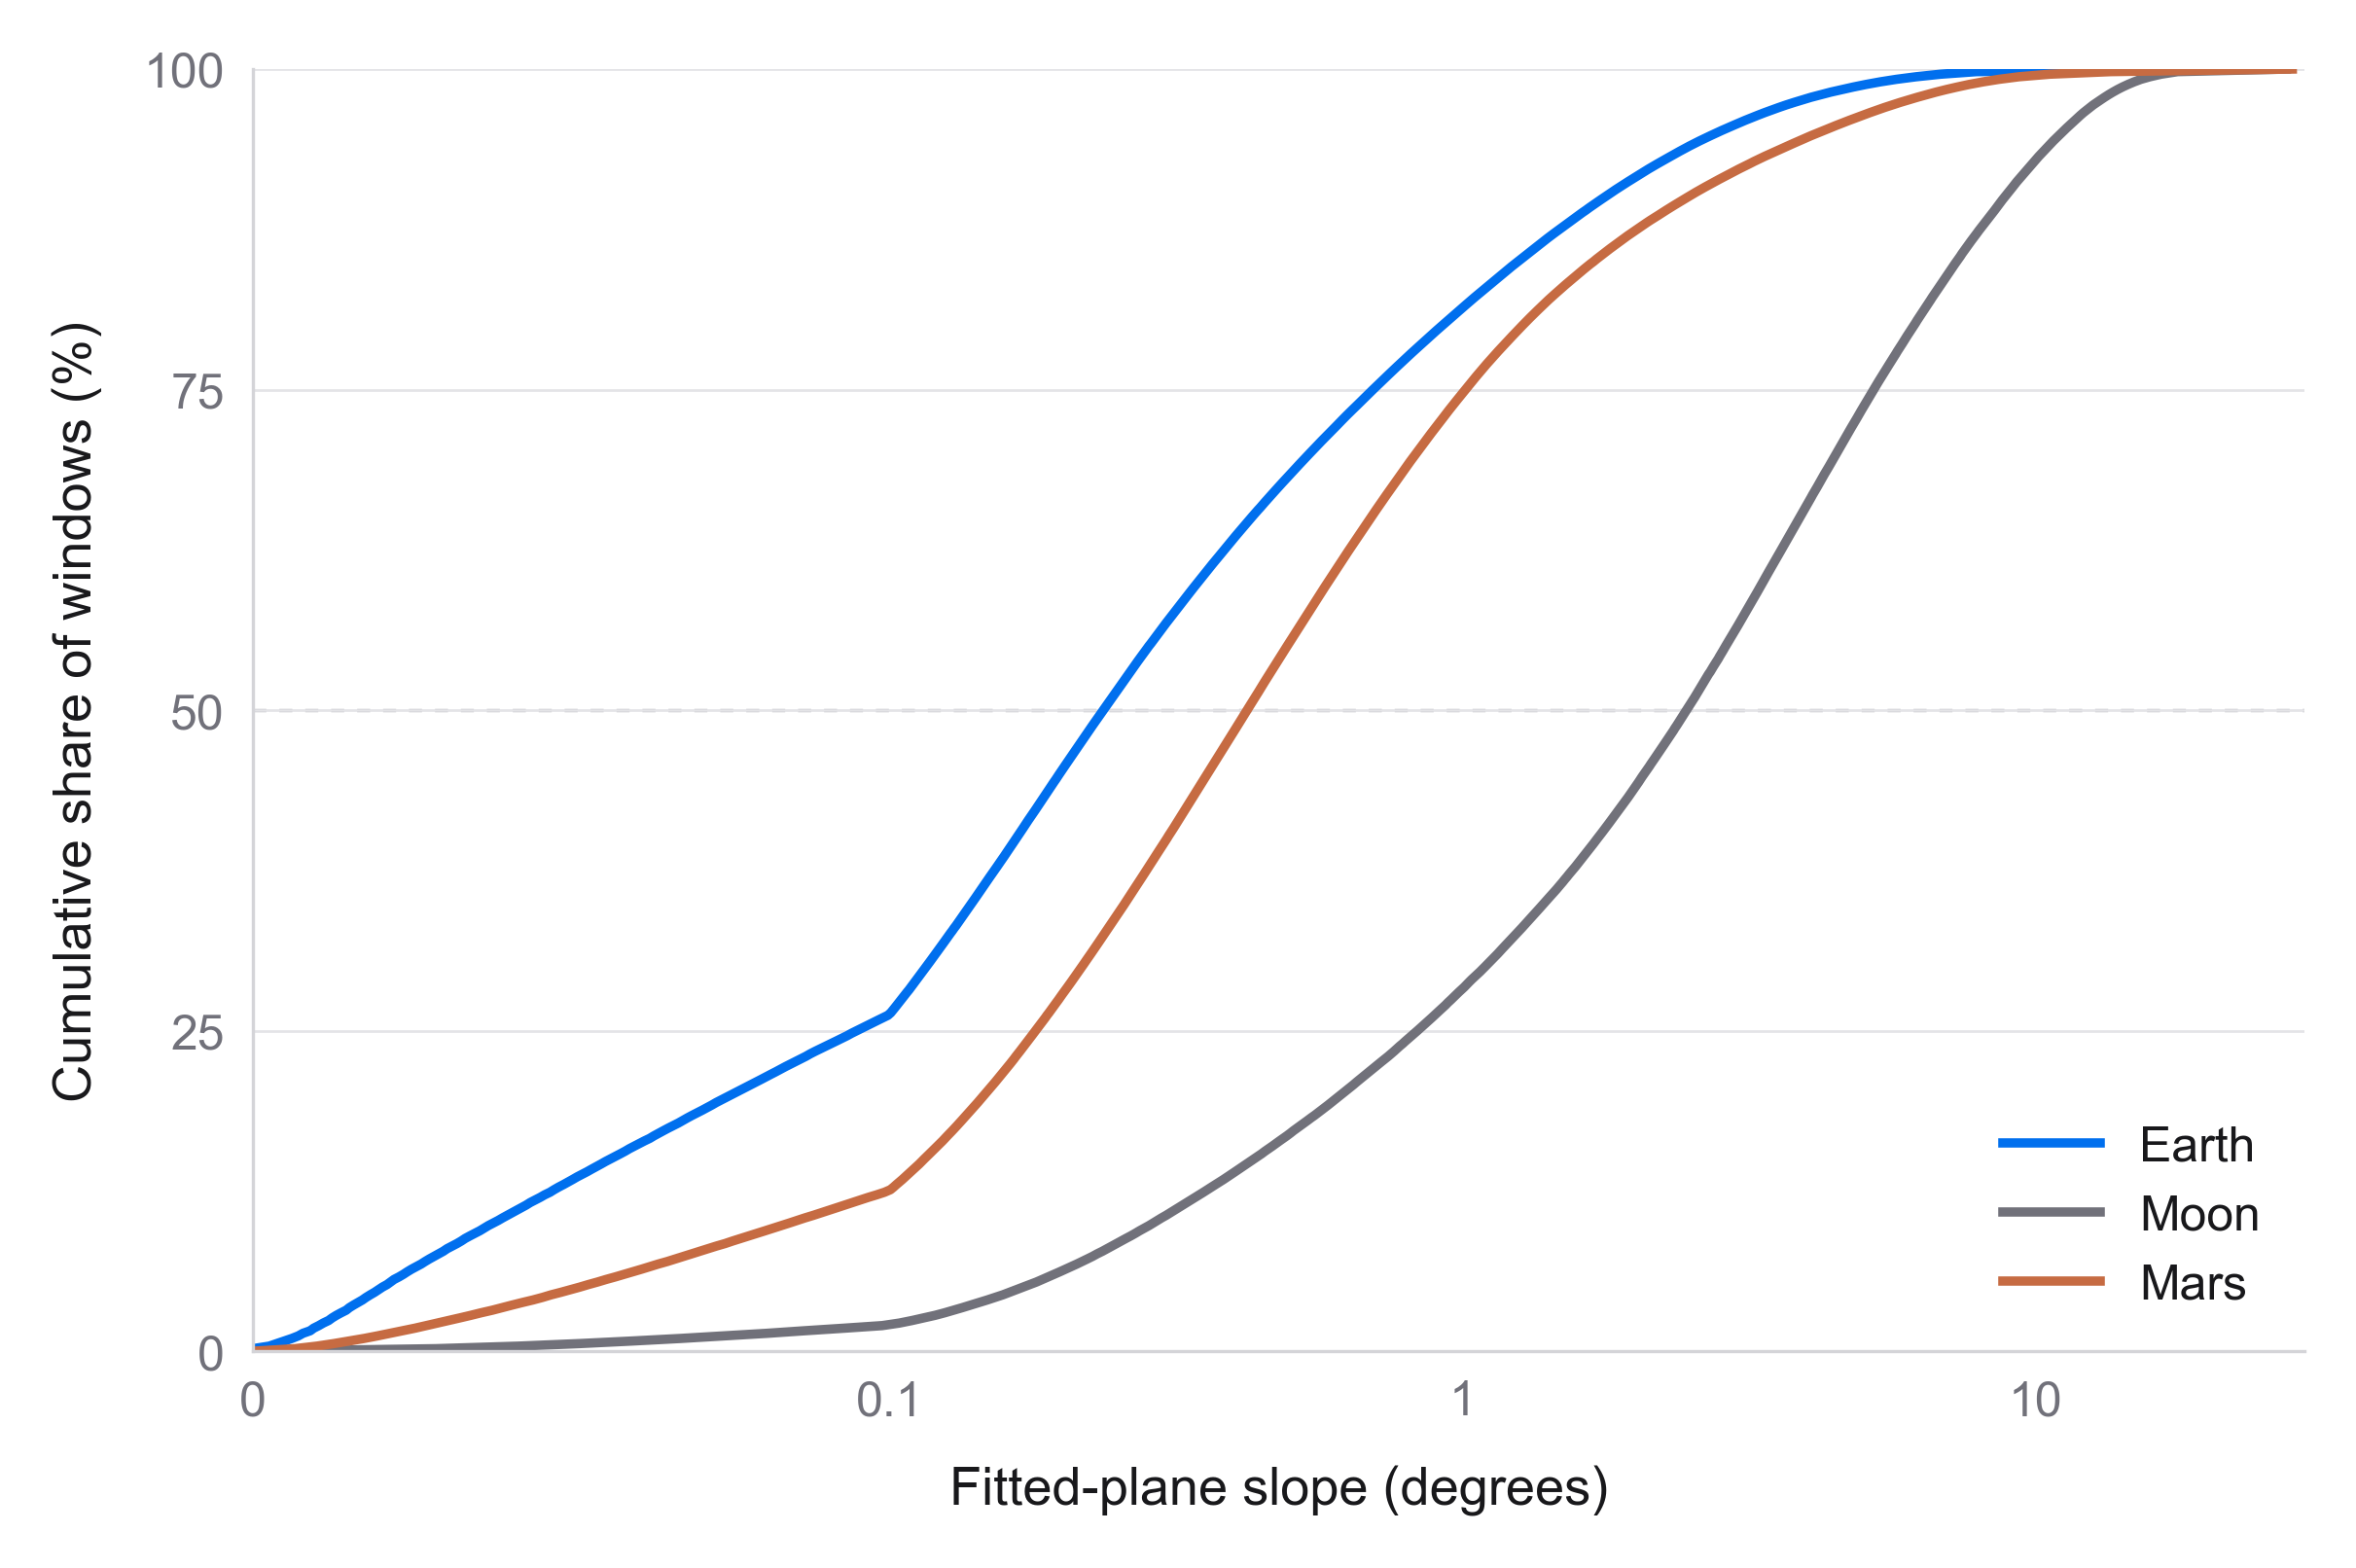 100
75
50
25
0
Cumulative share of windows (%)
0
0.1
1
10
Fitted-plane slope (degrees)
Earth
Moon
Mars